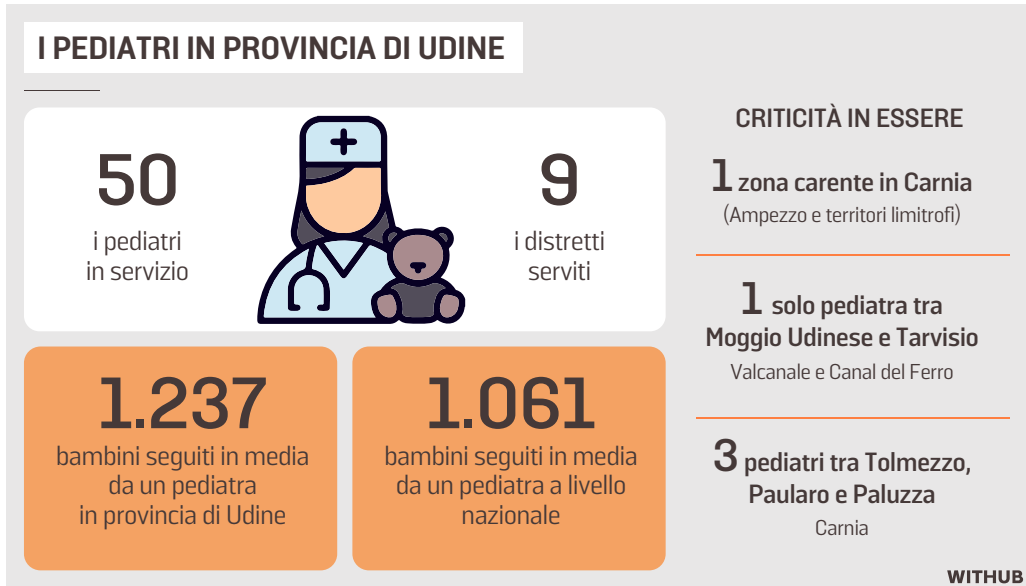 I PEDIATRI IN PROVINCIA DI UDINE
50
i pediatri
in servizio
9
i distretti
serviti
1.237
bambini seguiti in media
da un pediatra
in provincia di Udine
1.061
bambini seguiti in media
da un pediatra a livello
nazionale
CRITICITÀ IN ESSERE
1 zona carente in Carnia
(Ampezzo e territori limitrofi)
1 solo pediatra tra
Moggio Udinese e Tarvisio
Valcanale e Canal del Ferro
3 pediatri tra Tolmezzo,
Paularo e Paluzza
Carnia
WITHUB